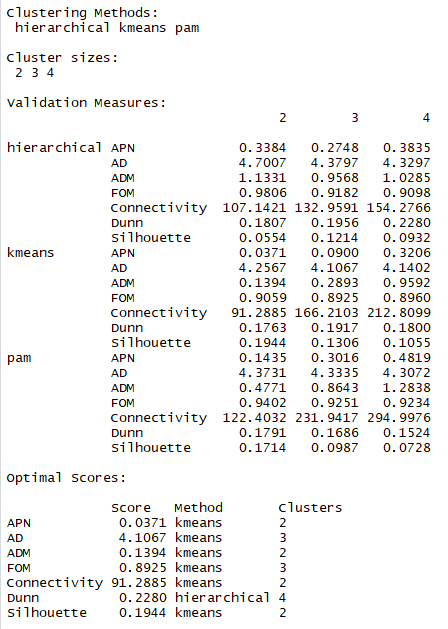 Clustering Methods:
 hierarchical kmeans pam

Cluster sizes:
 2 3 4

Validation Measures:
                                 2        3        4

hierarchical APN            0.3384   0.2748   0.3835
             AD             4.7007   4.3797   4.3297
             ADM            1.1331   0.9568   1.0285
             FOM            0.9806   0.9182   0.9098
             Connectivity 107.1421 132.9591 154.2766
             Dunn           0.1807   0.1956   0.2280
             Silhouette     0.0554   0.1214   0.0932
kmeans       APN            0.0371   0.0900   0.3206
             AD             4.2567   4.1067   4.1402
             ADM            0.1394   0.2893   0.9592
             FOM            0.9059   0.8925   0.8960
             Connectivity  91.2885 166.2103 212.8099
             Dunn           0.1763   0.1917   0.1800
             Silhouette     0.1944   0.1306   0.1055
pam          APN            0.1435   0.3016   0.4819
             AD             4.3731   4.3335   4.3072
             ADM            0.4771   0.8643   1.2838
             FOM            0.9402   0.9251   0.9234
             Connectivity 122.4032 231.9417 294.9976
             Dunn           0.1791   0.1686   0.1524
             Silhouette     0.1714   0.0987   0.0728

Optimal Scores:

             Score   Method       Clusters
APN           0.0371 kmeans       2
AD            4.1067 kmeans       3
ADM           0.1394 kmeans       2
FOM           0.8925 kmeans       3
Connectivity 91.2885 kmeans       2
Dunn          0.2280 hierarchical 4
Silhouette    0.1944 kmeans       2